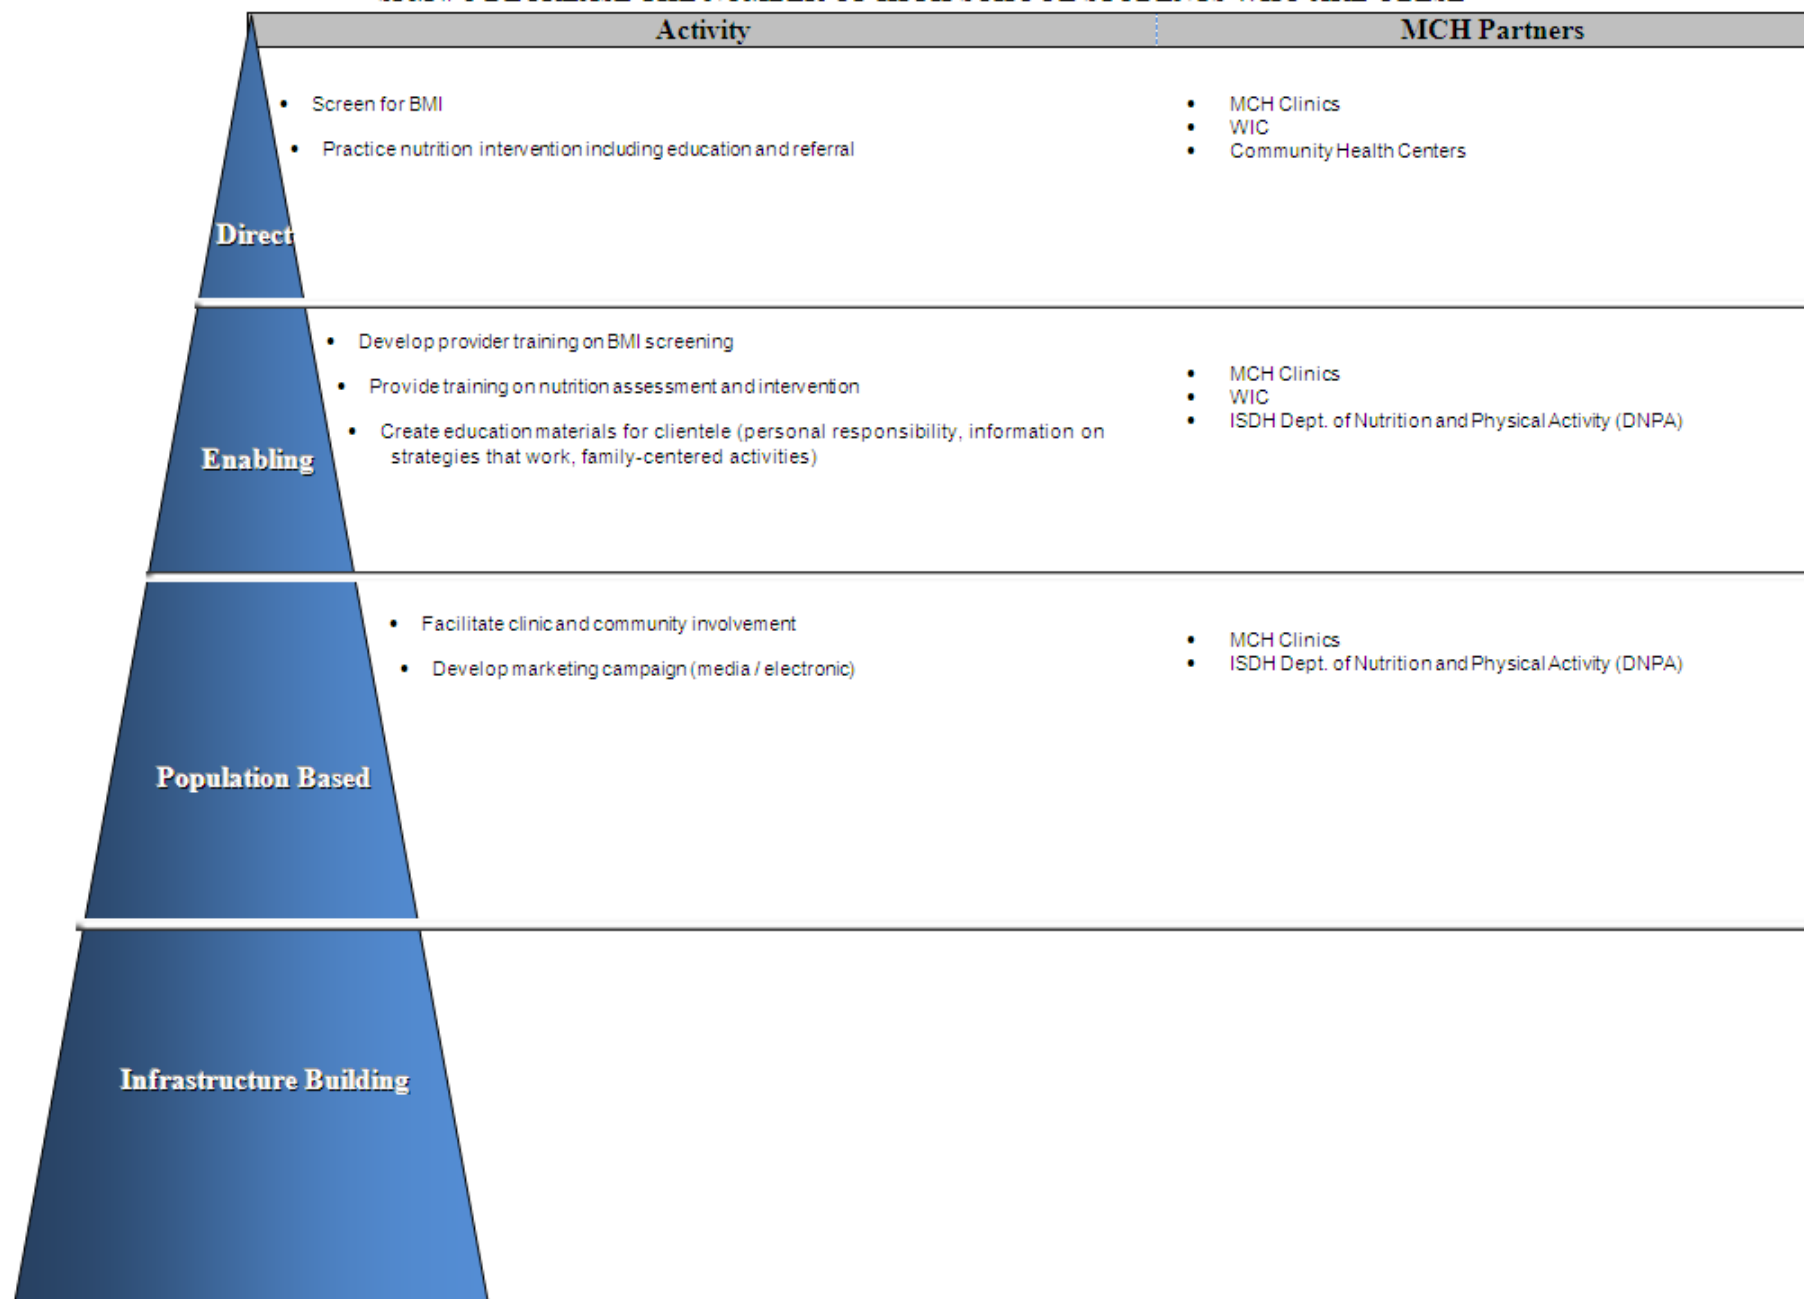 Activity MCH Partners
• Screen for BMI
• Practice nutrition intervention including education and referral
• MCH Clinics
• WIC
• Community Health Centers
Direct
• Develop provider training on BMI screening
• Provide training on nutrition assessment and intervention
• Create education materials for clientele (personal responsibility, information on
strategies that work, family-centered activities)
• MCH Clinics
• WIC
• ISDH Dept. of Nutrition and Physical Activity (DNPA)
Enabling
• Facilitate clinic and community involvement
• Develop marketing campaign (media / electronic)
• MCH Clinics
• ISDH Dept. of Nutrition and Physical Activity (DNPA)
Population Based
Infrastructure Building